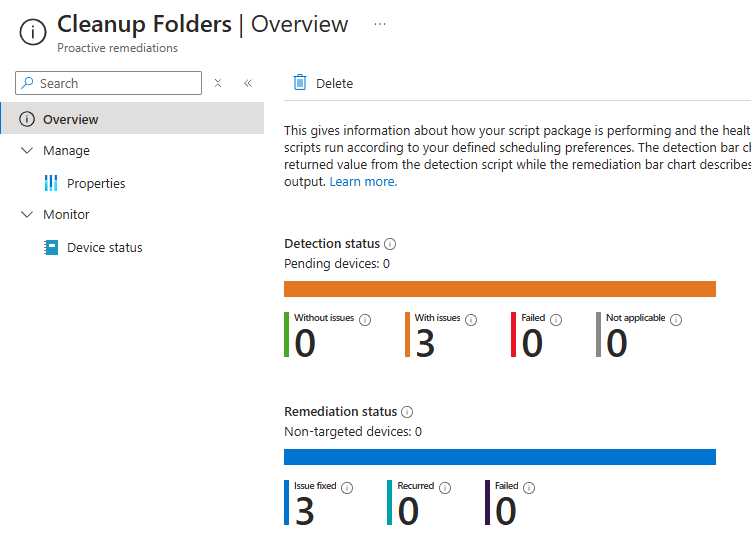 Cleanup Folders | Overview ...
Proactive remediations
Search
Overview
Manage
Properties
Monitor
Device status
Delete
This gives information about how your script package is performing and the heal
scripts run according to your defined scheduling preferences. The detection bar ch
returned value from the detection script while the remediation bar chart describes
output. Learn more.
Detection status
Pending devices: 0
Without issues
0
With issues
3
Failed
0
Not applicable
0
Remediation status
Non-targeted devices: 0
Issue fixed
3
Recurred
0
Failed
0